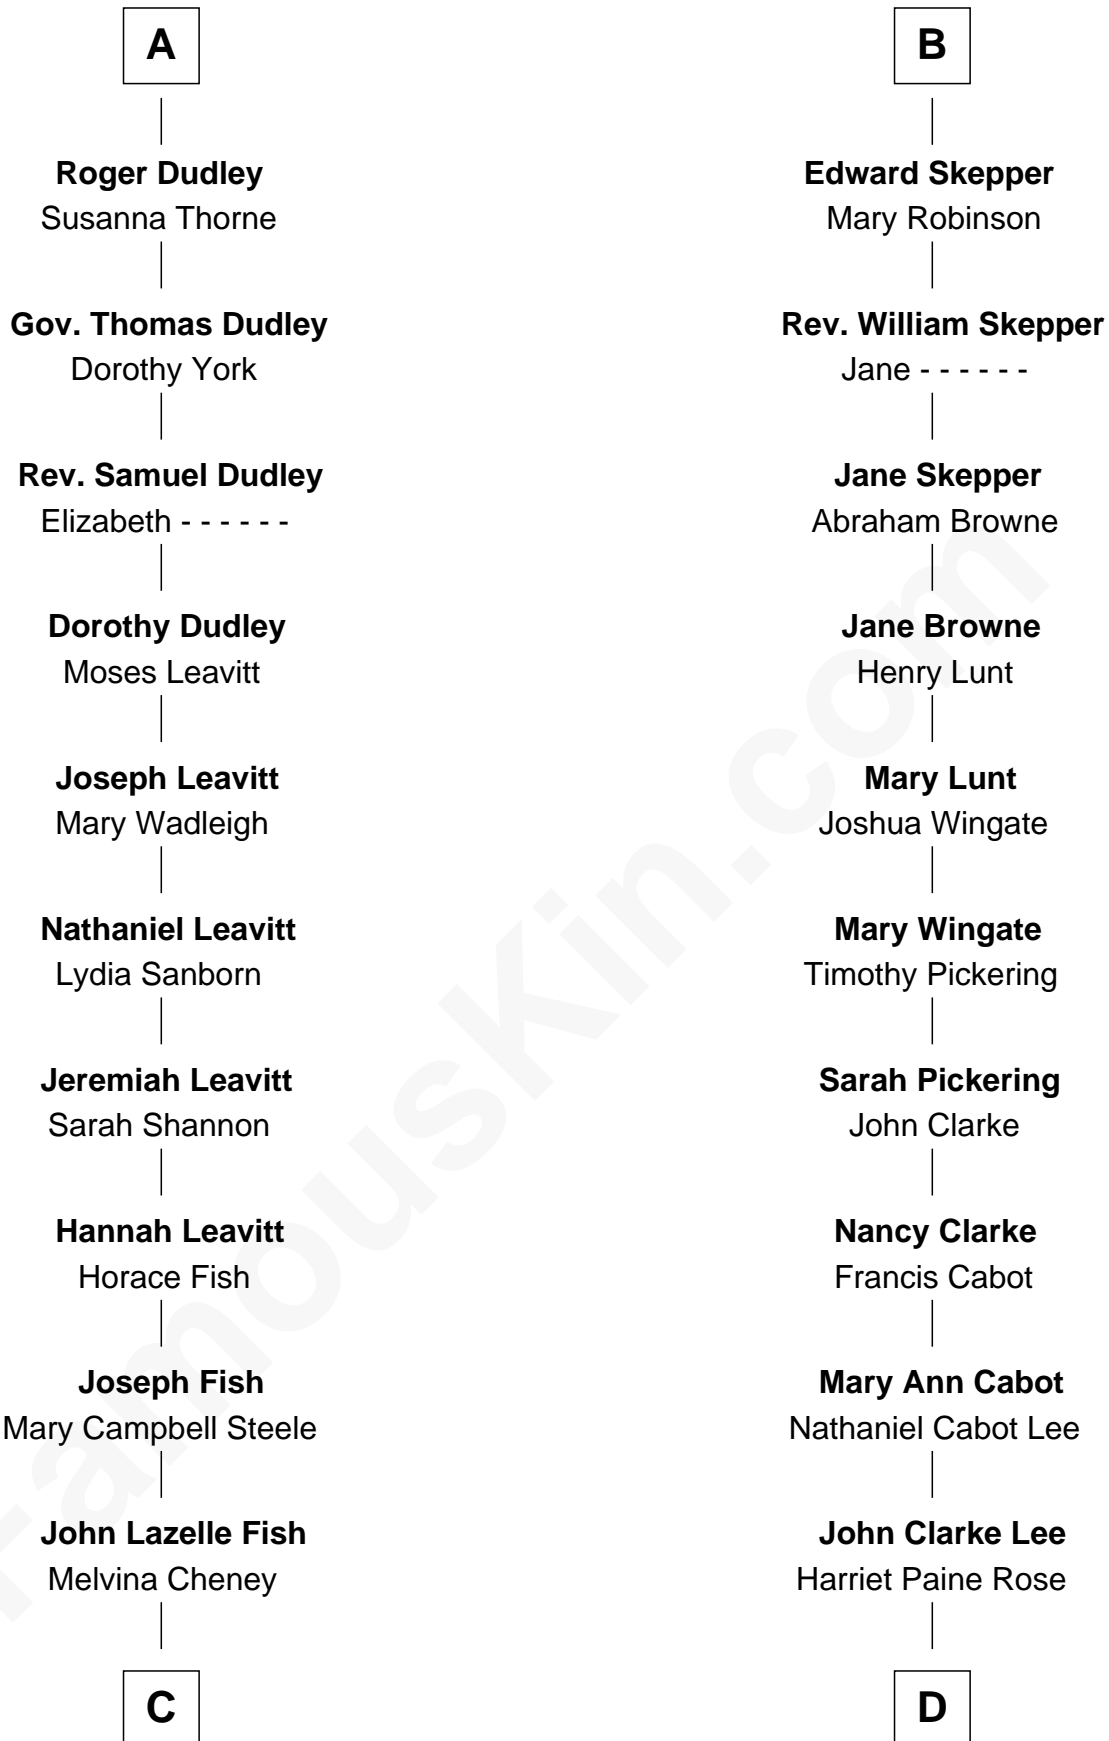 A
Roger Dudley
Susanna Thorne
Gov. Thomas Dudley
Dorothy York
Rev. Samuel Dudley
Elizabeth - - - - - -
Dorothy Dudley
Moses Leavitt
Joseph Leavitt
Mary Wadleigh
Nathaniel Leavitt
Lydia Sanborn
Jeremiah Leavitt
Sarah Shannon
Hannah Leavitt
Horace Fish
Joseph Fish
Mary Campbell Steele
John Lazelle Fish
Melvina Cheney
C
B
Edward Skepper
Mary Robinson
Rev. William Skepper
Jane - - - - - -
Jane Skepper
Abraham Browne
Jane Browne
Henry Lunt
Mary Lunt
Joshua Wingate
Mary Wingate
Timothy Pickering
Sarah Pickering
John Clarke
Nancy Clarke
Francis Cabot
Mary Ann Cabot
Nathaniel Cabot Lee
John Clarke Lee
Harriet Paine Rose
D
FamousKin.com